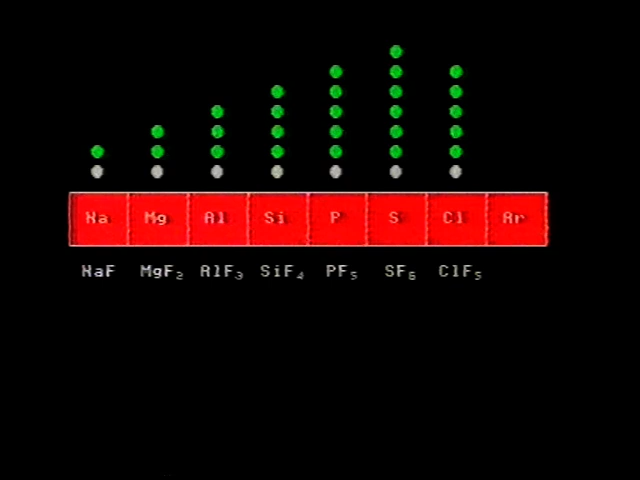 Na Mg Al Si P S Cl Ar
NaF MgF₂ AlF₃ SiF₄ PF₅ SF₆ ClF₅